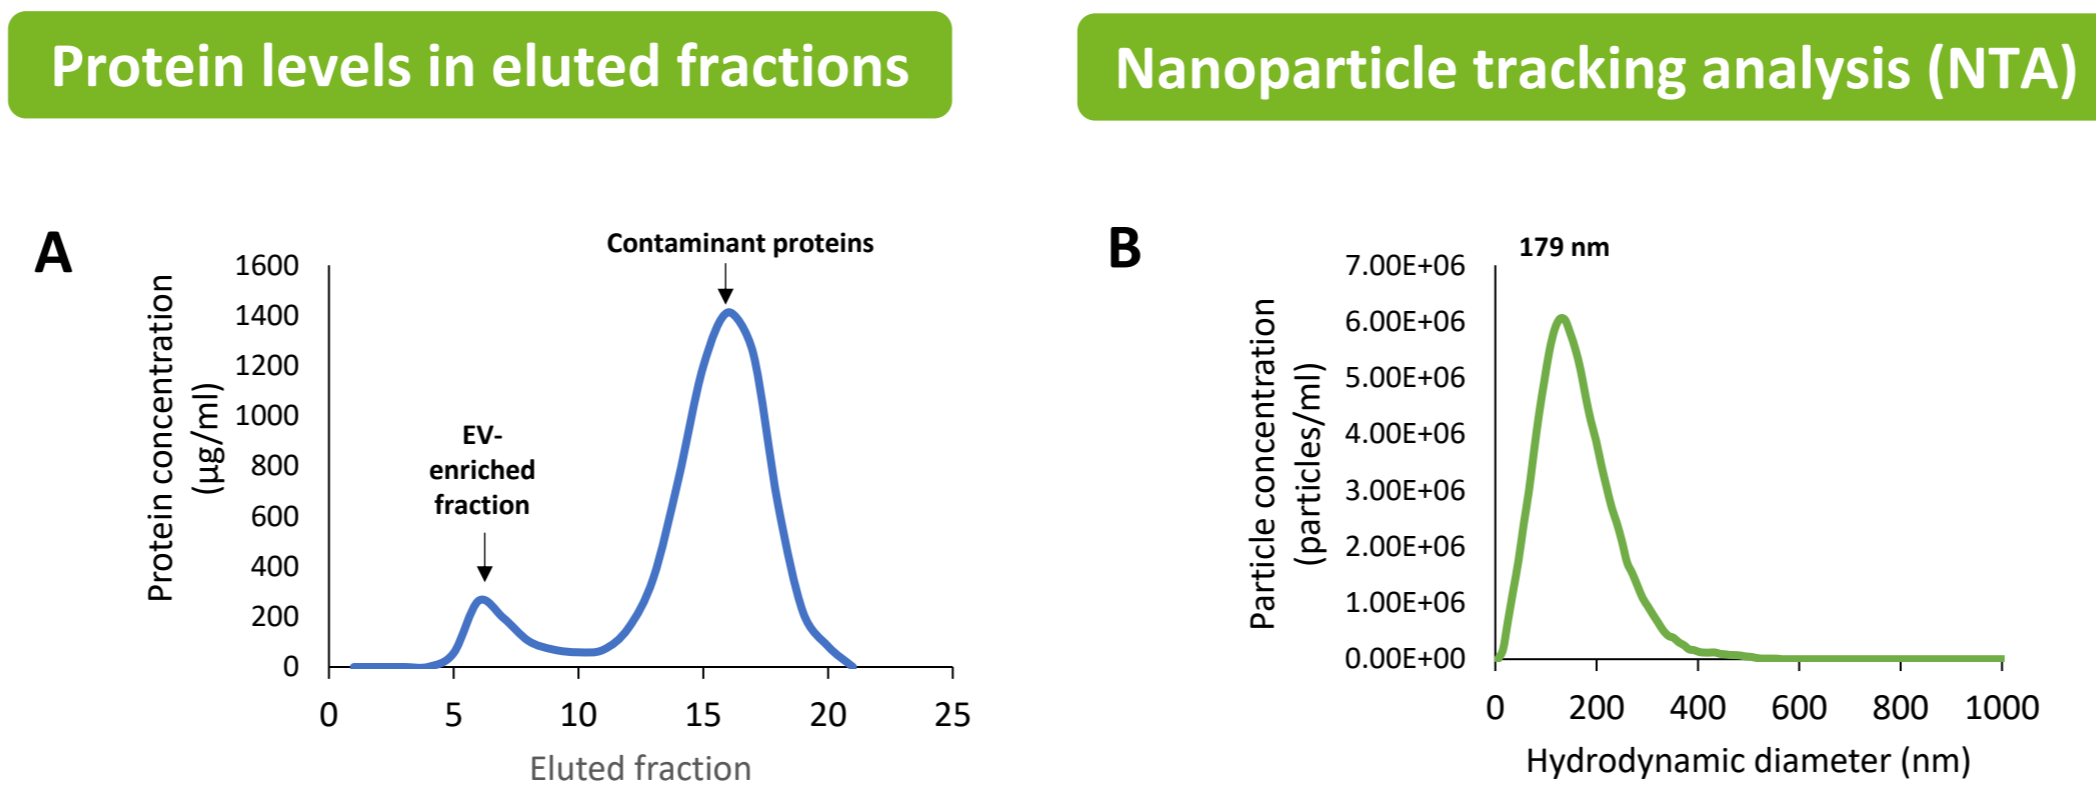 Protein levels in eluted fractions
Nanoparticle tracking analysis (NTA)
A
Contaminant proteins
EV-
enriched
fraction
Protein concentration
(µg/ml)
1600
1400
1200
1000
800
600
400
200
0
0 5 10 15 20 25
Eluted fraction
B
179 nm
Particle concentration
(particles/ml)
7.00E+06
6.00E+06
5.00E+06
4.00E+06
3.00E+06
2.00E+06
1.00E+06
0.00E+00
0 200 400 600 800 1000
Hydrodynamic diameter (nm)